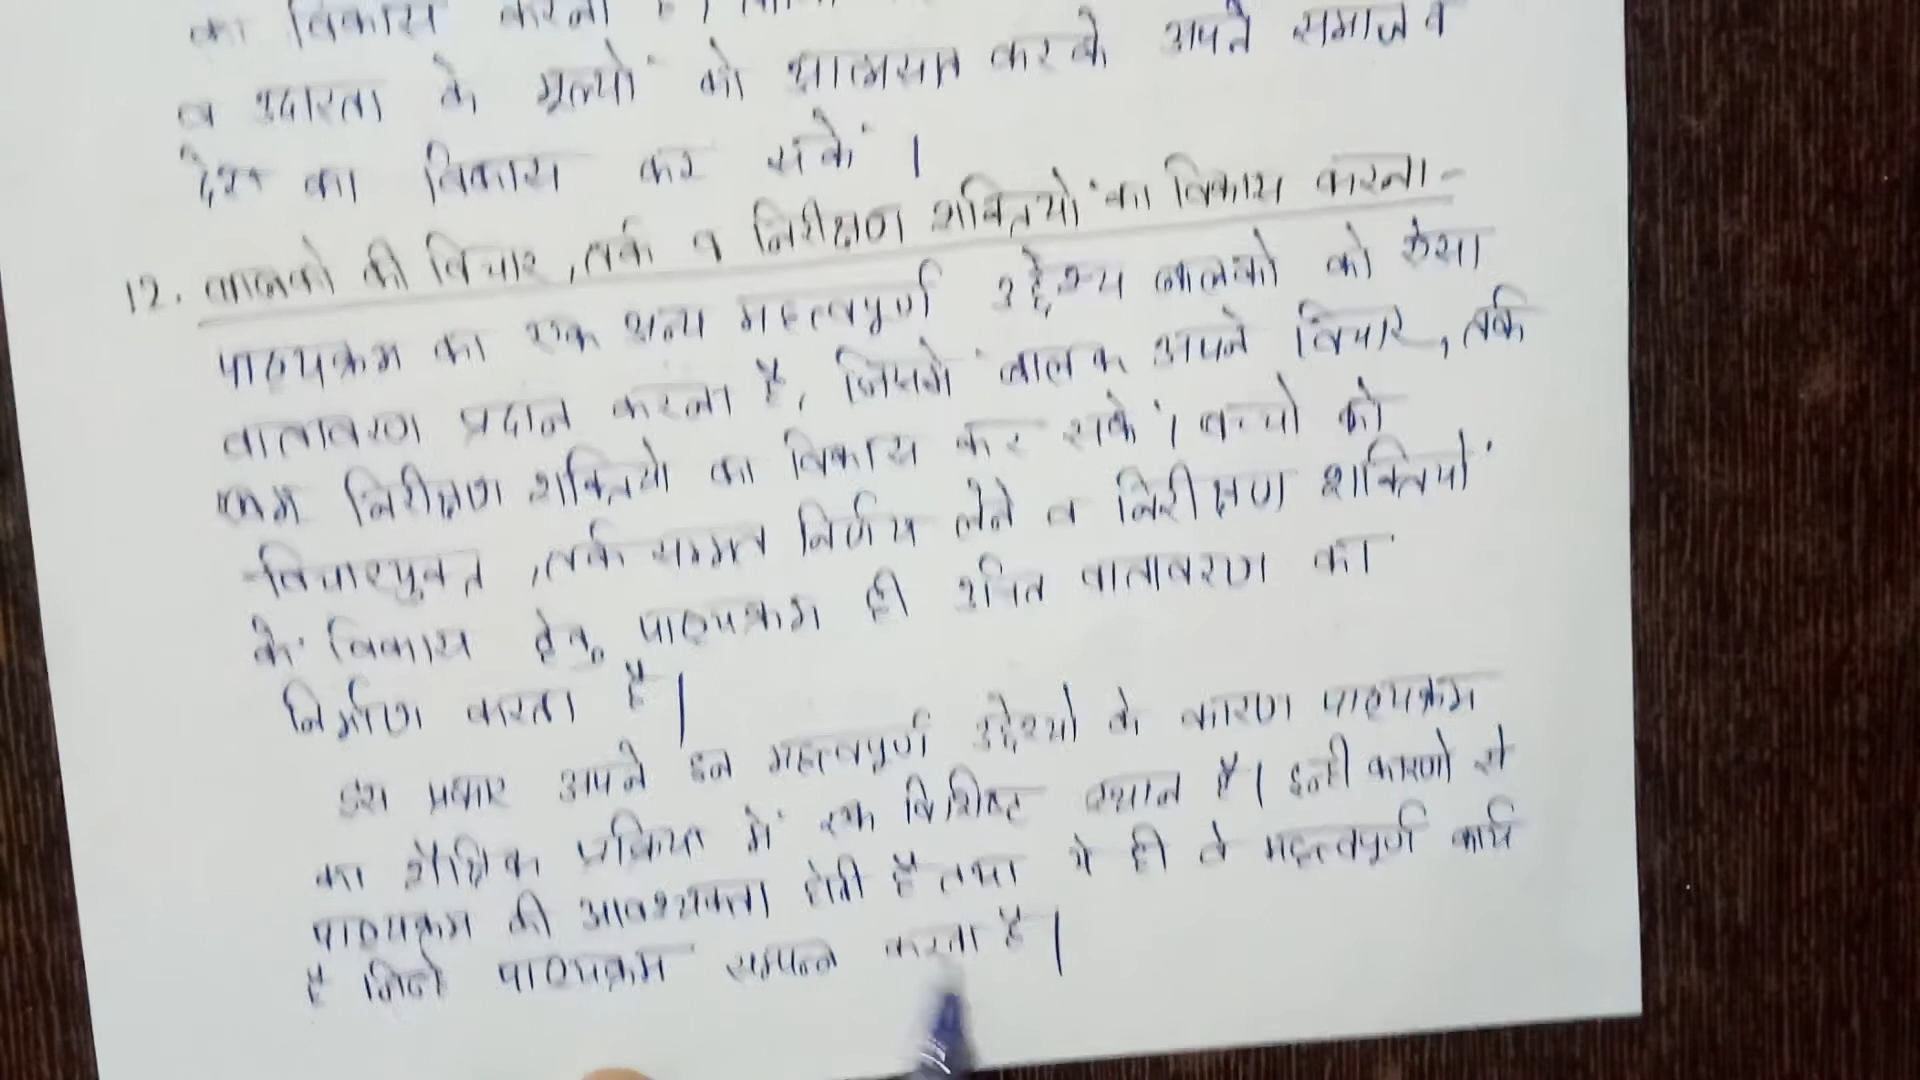 का विकास करना है।
व उदारता के मूल्यों को आत्मसात करके अपने समाज व
देश का विकास कर सकें।
12. बालको की विचार, तर्क व निरीक्षण शक्तियों का विकास करना-
पाठ्यक्रम का एक अन्य महत्त्वपूर्ण उद्देश्य बालको को ऐसा
वातावरण प्रदान करना है, जिसमें बालक अपने विचार, तर्क
निरीक्षण शक्तियो का विकास कर सकें। बच्चो को
विचारयुक्त, तर्क सम्मत निर्णय लेने व निरीक्षण शक्तियों
के विकास हेतु पाठ्यक्रम ही उचित वातावरण का
निर्माण करता है।
इस प्रकार अपने इन महत्त्वपूर्ण उद्देश्यो के कारण पाठ्यक्रम
का शैक्षिक प्रक्रिया में एक विशिष्ट स्थान है। इन्ही कारणो से
पाठ्यक्रम की आवश्यकता होती है तथा ये ही वे महत्त्वपूर्ण कार्य
है जिन्हे पाठ्यक्रम सम्पन्न करता है।